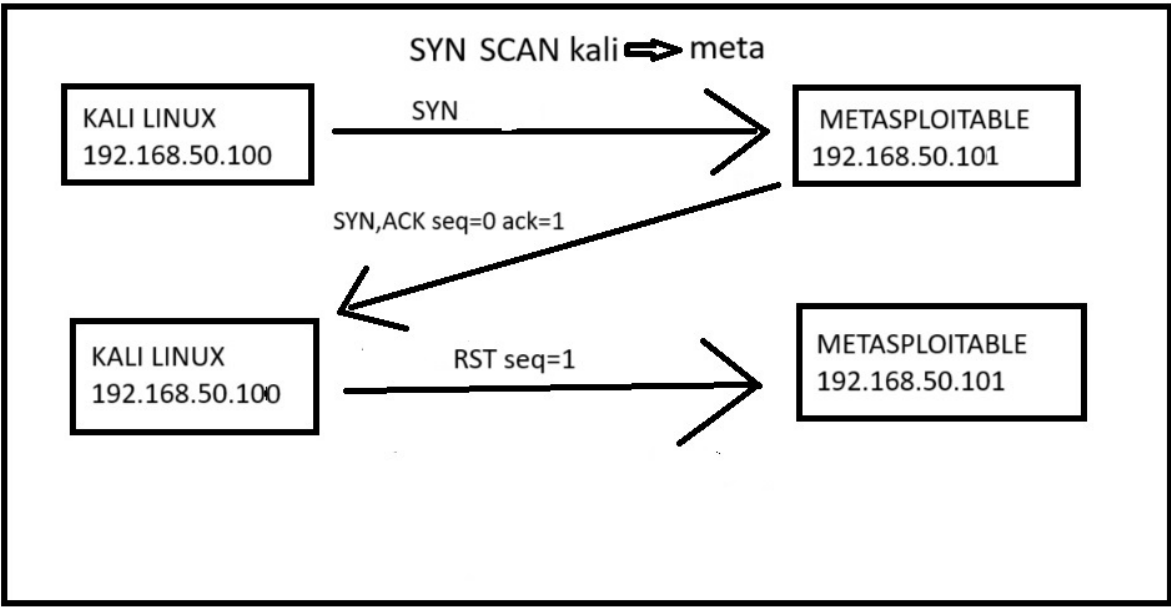 SYN SCAN kali meta
KALI LINUX
192.168.50.100
SYN
METASPLOITABLE
192.168.50.101
SYN,ACK seq=0 ack=1
KALI LINUX
192.168.50.100
RST seq=1
METASPLOITABLE
192.168.50.101